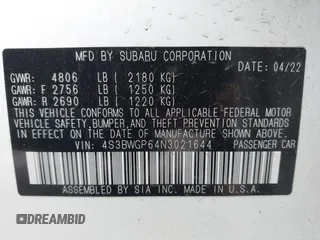 MFD BY SUBARU CORPORATION
DATE 04/22
GVWR: 4806 LB ( 2180 KG)
GAWR: F 2756 LB ( 1250 KG)
GAWR: R 2690 LB ( 1220 KG)
THIS VEHICLE CONFORMS TO ALL APPLICABLE FEDERAL MOTOR
VEHICLE SAFETY, BUMPER, AND THEFT PREVENTION STANDARDS
IN EFFECT ON THE DATE OF MANUFACTURE SHOWN ABOVE.
VIN: 4S3BWGP64N3021644 PASSENGER CAR
ASSEMBLED BY SIA INC. MADE IN U.S.A.
© DREAMBID
DREAMBID.COM